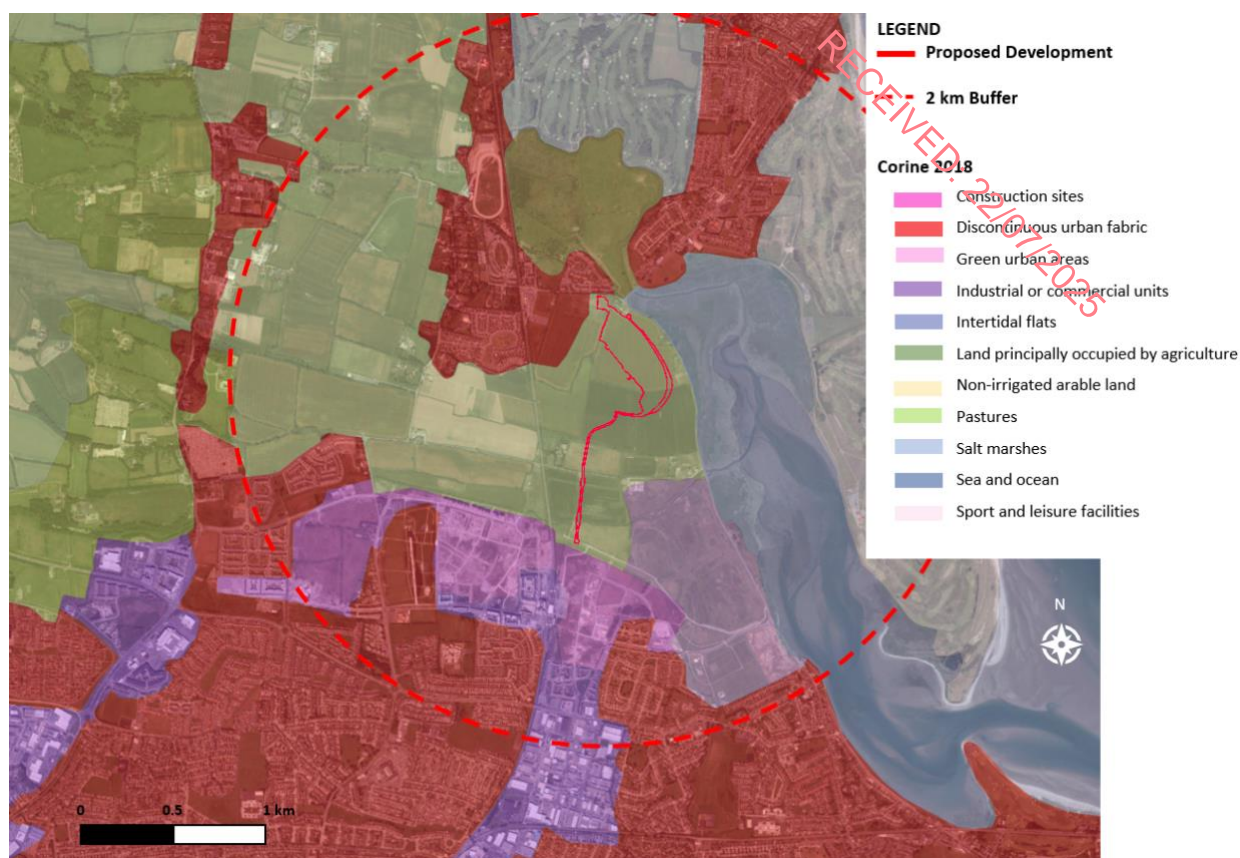 LEGEND
Proposed Development
2 km Buffer
Corine 2018
Construction sites
Discontinuous urban fabric
Green urban areas
Industrial or commercial units
Intertidal flats
Land principally occupied by agriculture
Non-irrigated arable land
Pastures
Salt marshes
Sea and ocean
Sport and leisure facilities
RECEIVED: 22/07/2025
N
0 0.5 1 km